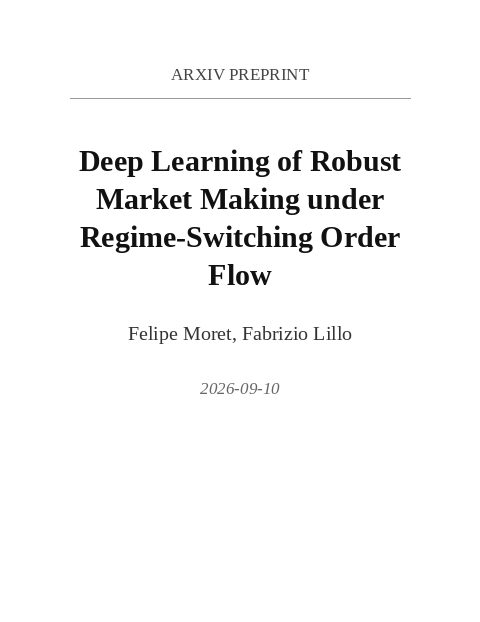 ARXIV PREPRINT
Deep Learning of Robust
Market Making under
Regime-Switching Order
Flow
Felipe Moret, Fabrizio Lillo
2026-09-10